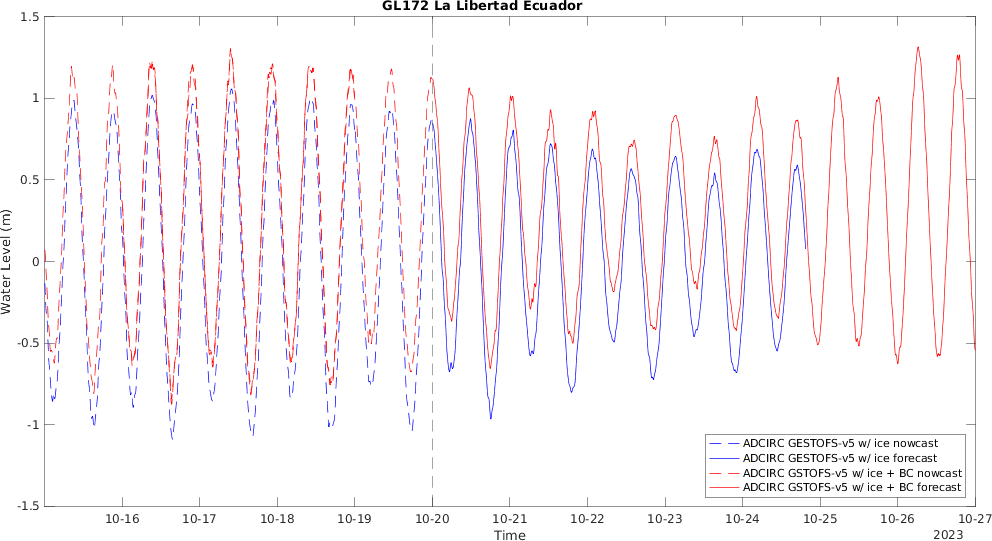 GL172 La Libertad Ecuador
1.5
1
0.5
0
-0.5
-1
-1.5
Water Level (m)
ADCIRC GESTOFS-v5 w/ ice nowcast
ADCIRC GESTOFS-v5 w/ ice forecast
ADCIRC GSTOFS-v5 w/ ice + BC nowcast
ADCIRC GSTOFS-v5 w/ ice + BC forecast
10-16 10-17 10-18 10-19 10-20 10-21 10-22 10-23 10-24 10-25 10-26 10-27
Time
2023